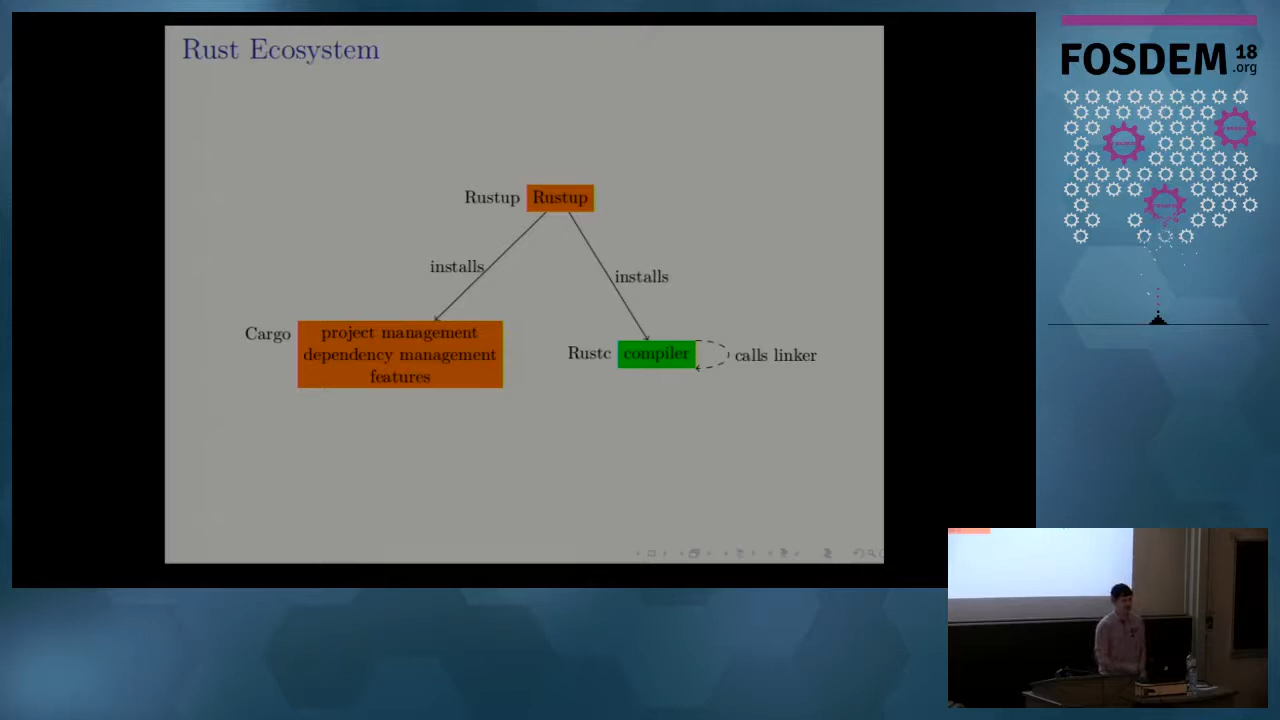 Rust Ecosystem
Rustup Rustup
installs
installs
Cargo
project management
dependency management
features
Rustc compiler
calls linker
FOSDEM 18
.org